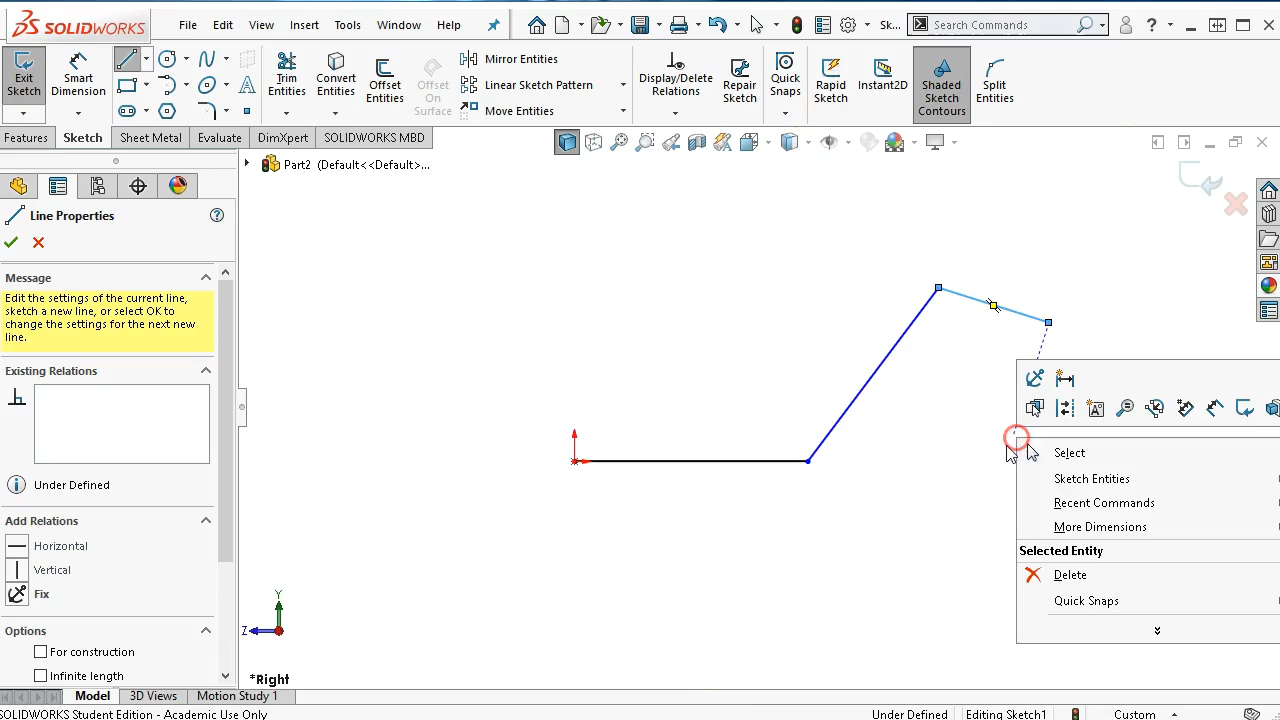 SOLIDWORKS File Edit View Insert Tools Window Help Sk... Search Commands
Exit Sketch Smart Dimension Trim Entities Convert Entities Offset Entities Offset On Surface Mirror Entities Linear Sketch Pattern Move Entities Display/Delete Relations Repair Sketch Quick Snaps Rapid Sketch Instant2D Shaded Sketch Contours Split Entities
Features Sketch Sheet Metal Evaluate DimXpert SOLIDWORKS MBD
Part2 (Default<<Default>...
Line Properties
Message
Edit the settings of the current line,
sketch a new line, or select OK to
change the settings for the next new
line.
Existing Relations
Under Defined
Add Relations
Horizontal
Vertical
Fix
Options
For construction
Infinite length
Select
Sketch Entities
Recent Commands
More Dimensions
Selected Entity
Delete
Quick Snaps
Y
Z
*Right
Model 3D Views Motion Study 1
SOLIDWORKS Student Edition - Academic Use Only Under Defined Editing Sketch1 Custom